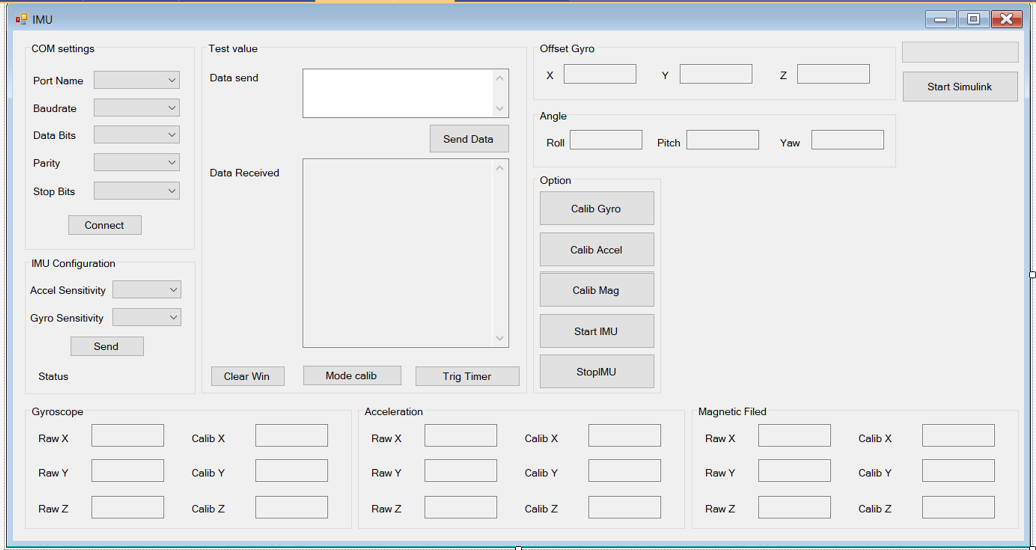 IMU
COM settings
Port Name
Baudrate
Data Bits
Parity
Stop Bits
Connect
IMU Configuration
Accel Sensitivity
Gyro Sensitivity
Send
Status
Test value
Data send
Send Data
Data Received
Clear Win
Mode calib
Trig Timer
Offset Gyro
X
Y
Z
Angle
Roll
Pitch
Yaw
Option
Calib Gyro
Calib Accel
Calib Mag
Start IMU
StopIMU
Start Simulink
Gyroscope
Raw X
Calib X
Raw Y
Calib Y
Raw Z
Calib Z
Acceleration
Raw X
Calib X
Raw Y
Calib Y
Raw Z
Calib Z
Magnetic Filed
Raw X
Calib X
Raw Y
Calib Y
Raw Z
Calib Z